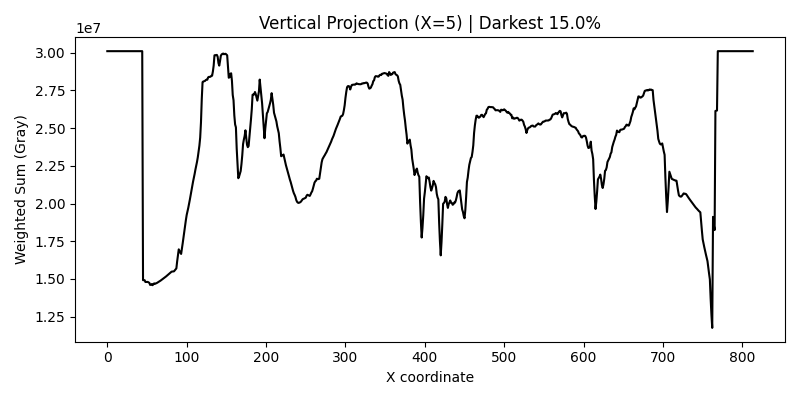 Vertical Projection (X=5) | Darkest 15.0%
1e7
3.00
2.75
2.50
2.25
2.00
1.75
1.50
1.25
Weighted Sum (Gray)
0 100 200 300 400 500 600 700 800
X coordinate